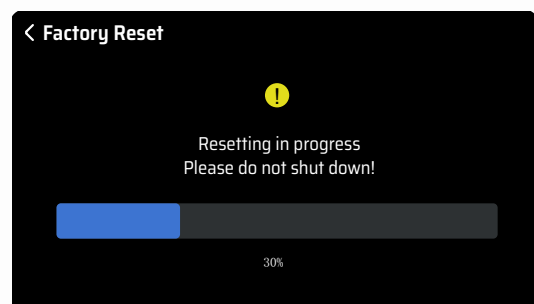 Factory Reset
!
Resetting in progress
Please do not shut down!
30%